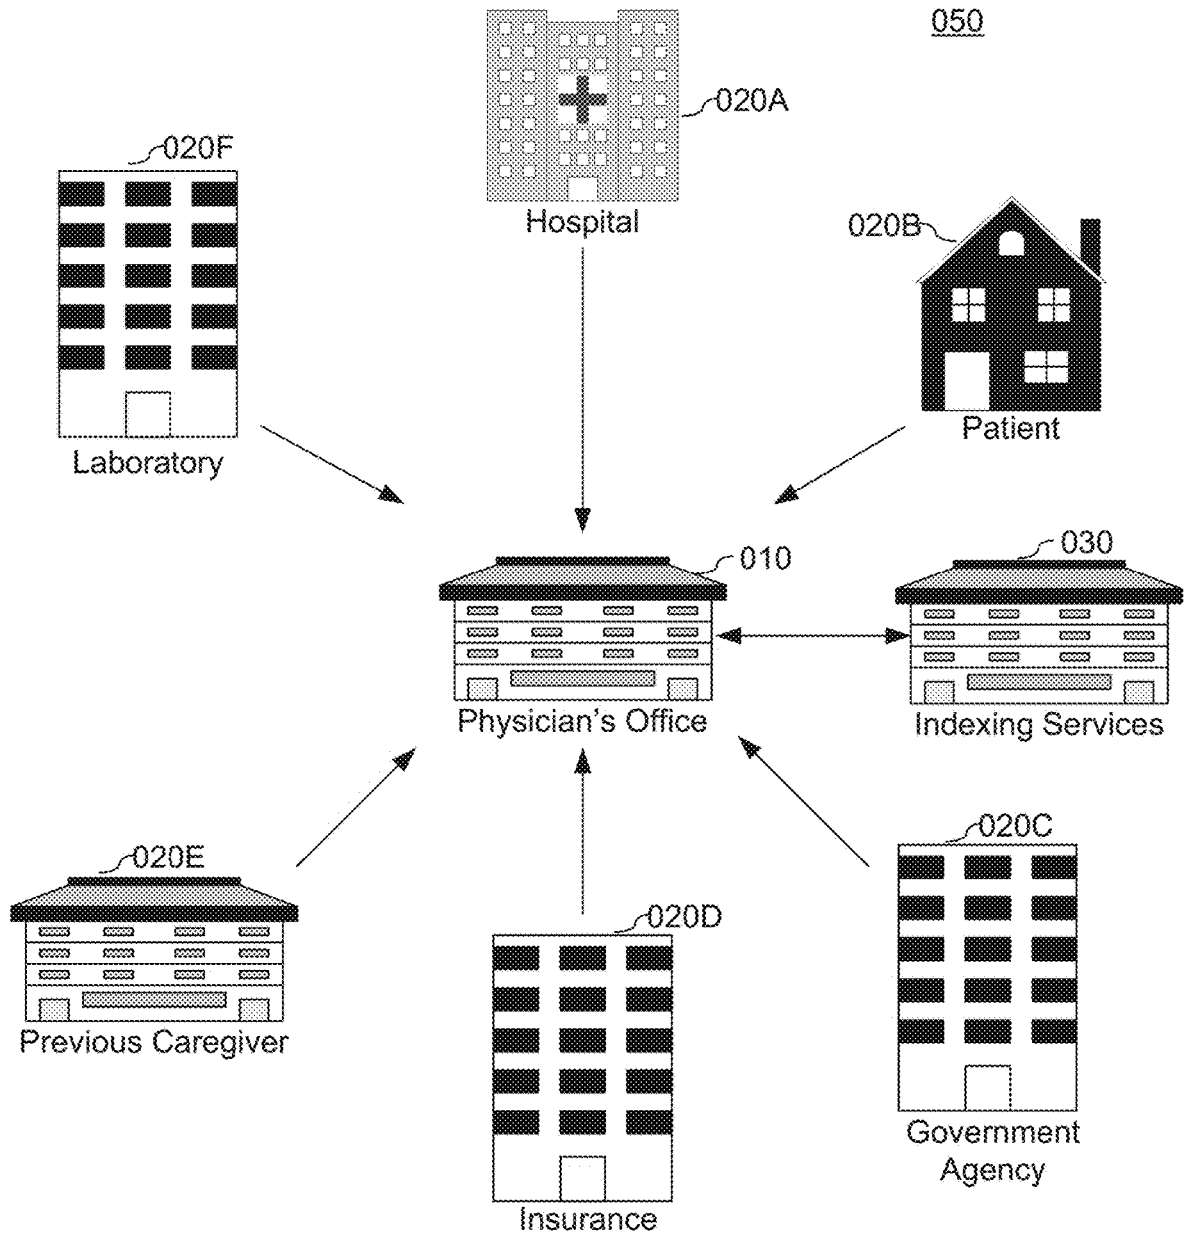 050
020A
020F
Hospital
020B
Patient
Laboratory
010
030
Physician's Office
Indexing Services
020C
020E
020D
Previous Caregiver
Government
Agency
Insurance